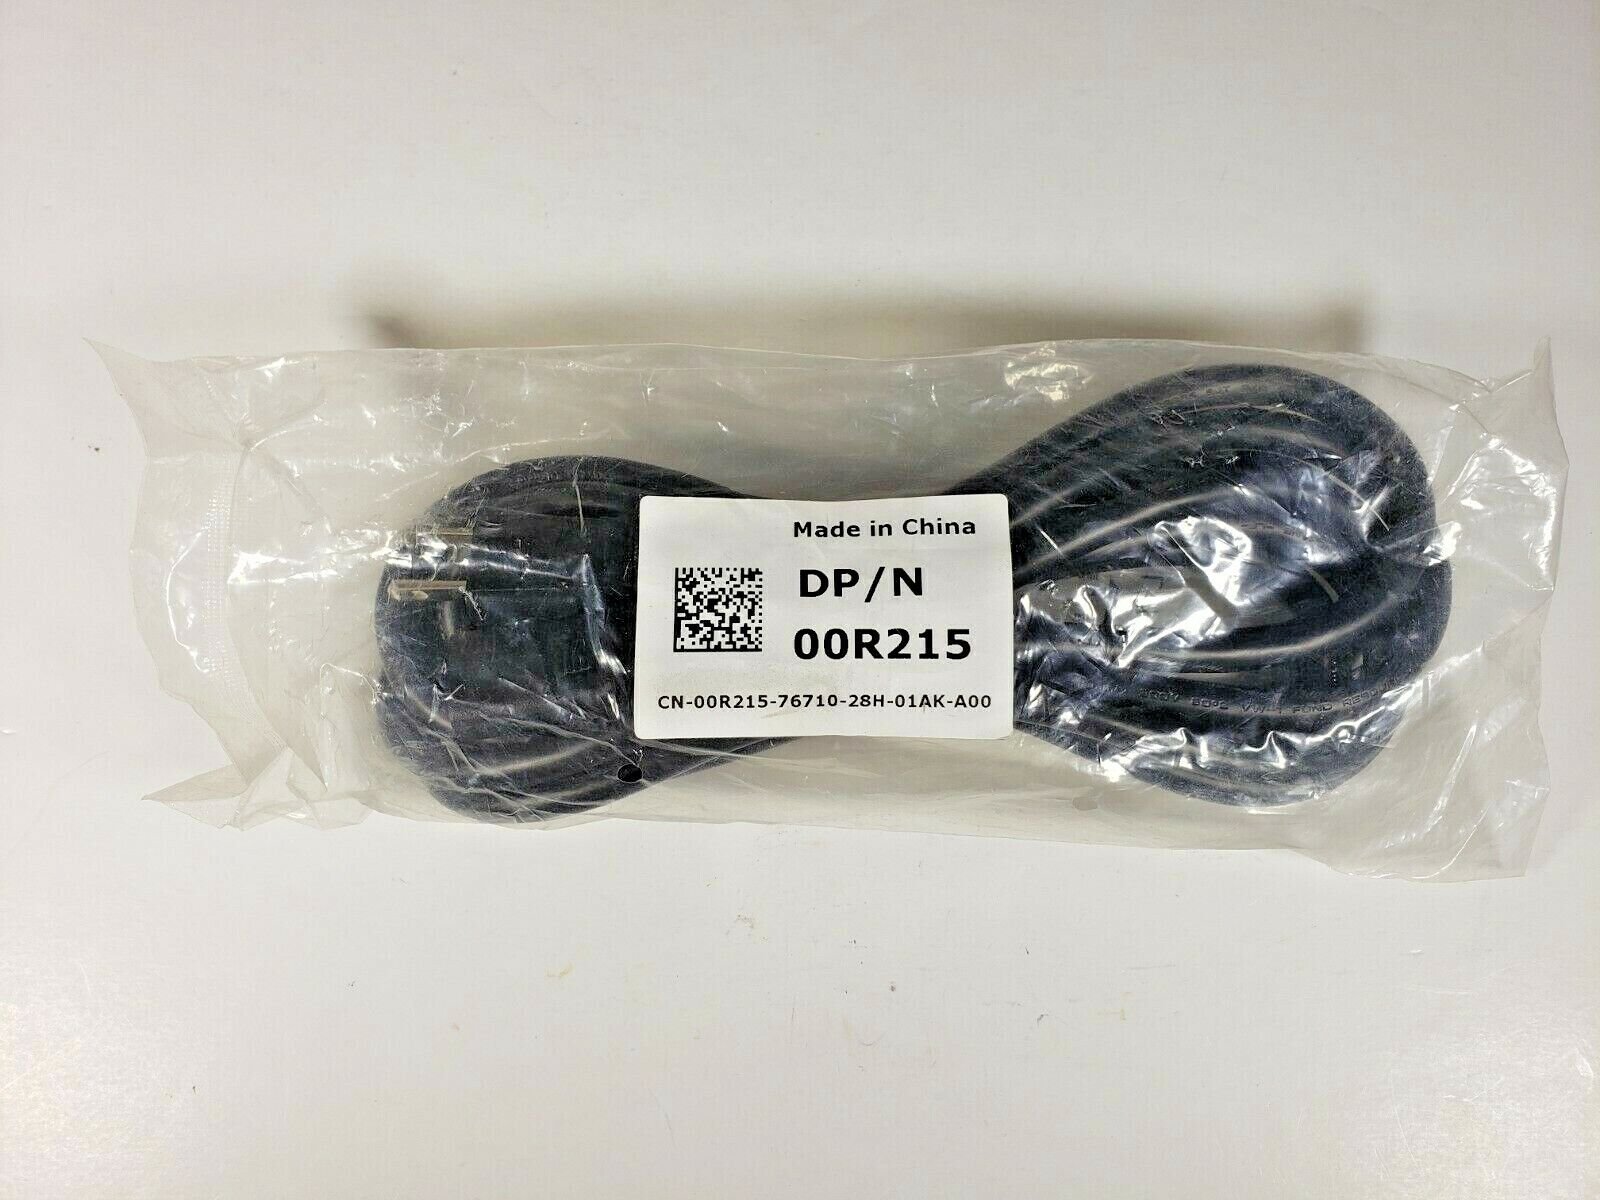 Made in China
DP/N
00R215
CN-00R215-76710-28H-01AK-A00